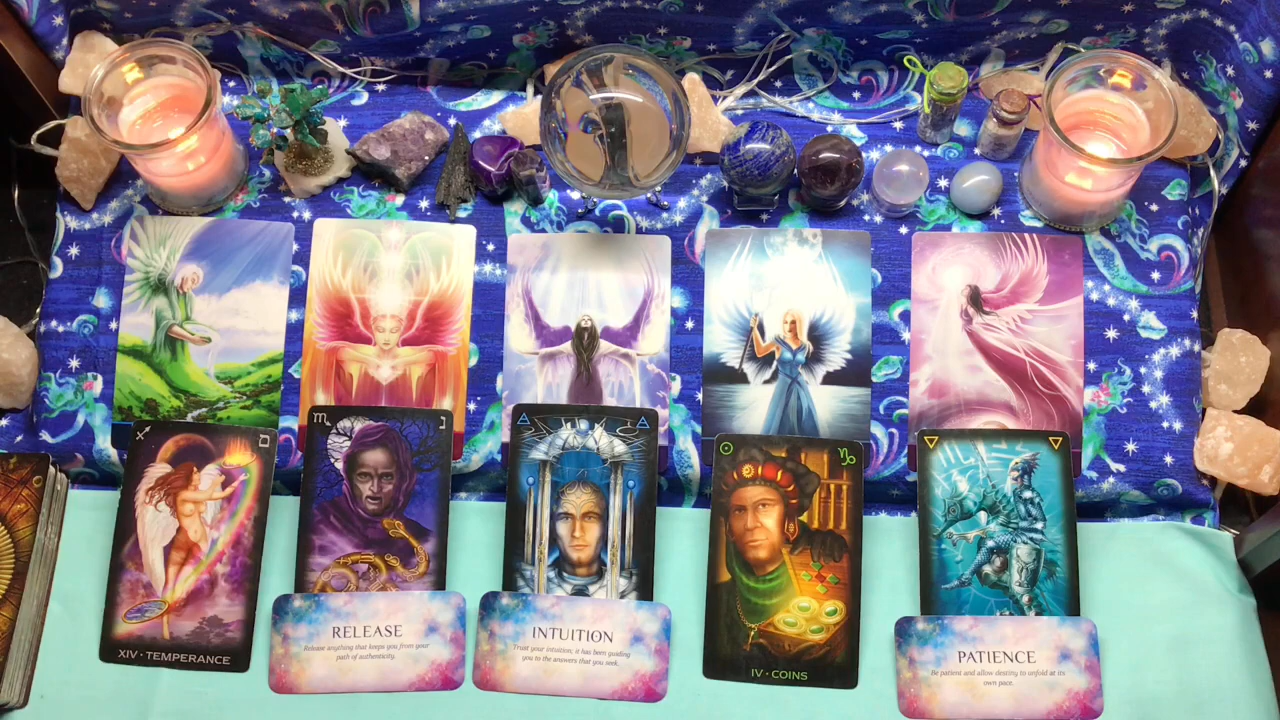 XIV · TEMPERANCE
RELEASE
Release anything that keeps you from your
path of authenticity.
INTUITION
Trust your intuition, it has been guiding
you to the answers that you seek.
IV · COINS
PATIENCE
Be patient and allow destiny to unfold at its
own pace.